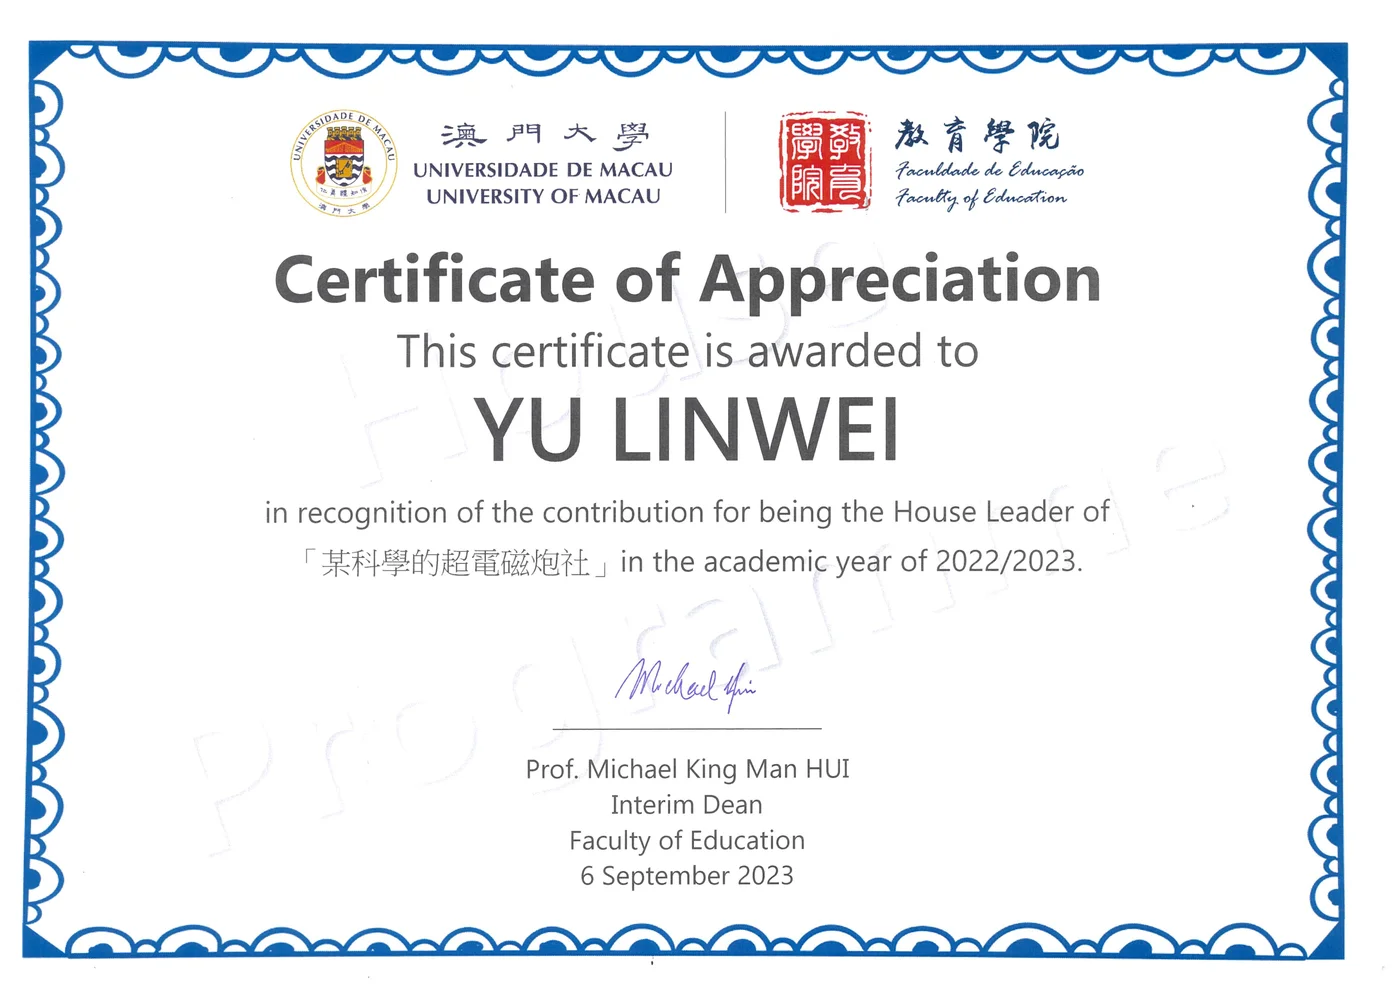 UNIVERSIDADE DE MACAU
澳門大學
澳門大學
UNIVERSIDADE DE MACAU
UNIVERSITY OF MACAU
教育學院
教育學院
Faculdade de Educação
Faculty of Education
Certificate of Appreciation
This certificate is awarded to
YU LINWEI
in recognition of the contribution for being the House Leader of
「某科學的超電磁炮社」in the academic year of 2022/2023.
House
Programme
Michael Hui
Prof. Michael King Man HUI
Interim Dean
Faculty of Education
6 September 2023